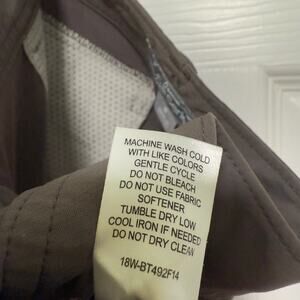 MACHINE WASH COLD
WITH LIKE COLORS
GENTLE CYCLE
DO NOT BLEACH
DO NOT USE FABRIC
SOFTENER
TUMBLE DRY LOW
COOL IRON IF NEEDED
DO NOT DRY CLEAN
18W-BT492F14